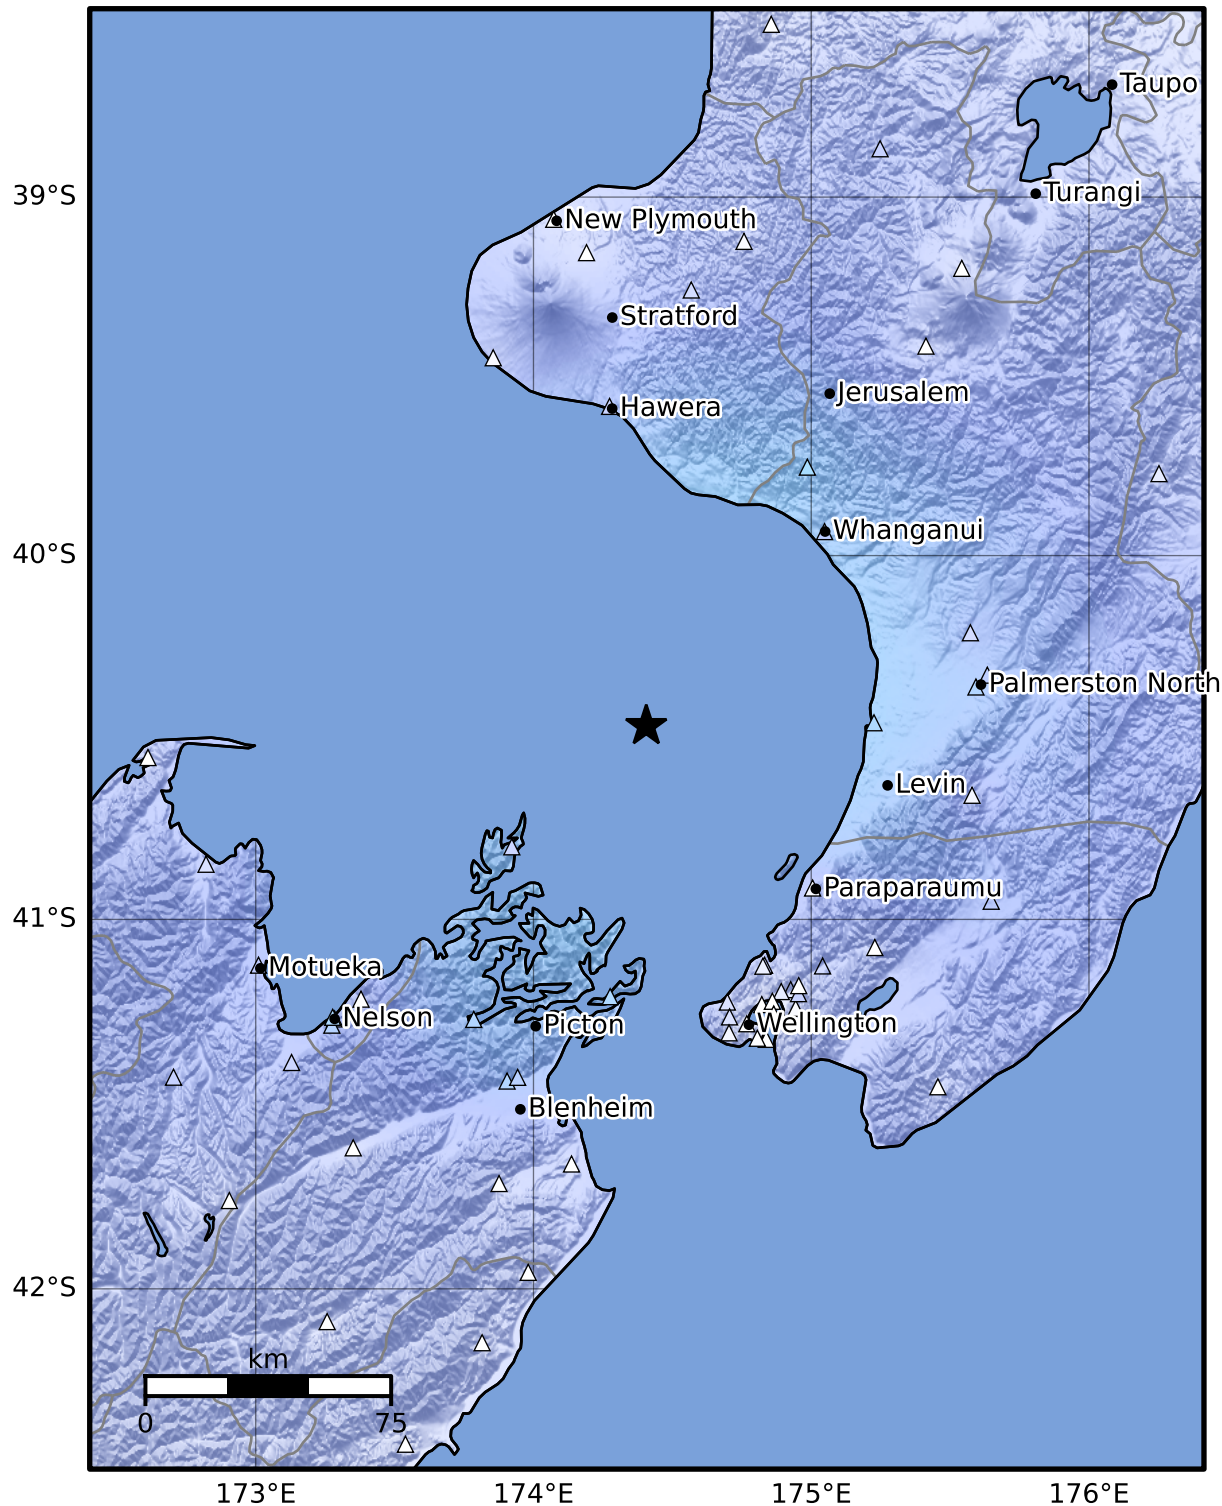 Taupo
39°S
Turangi
New Plymouth
Stratford
Jerusalem
Hawera
Whanganui
40°S
Palmerston North
Levin
Paraparaumu
41°S
Motueka
Nelson
Picton
Wellington
Blenheim
42°S
km
0
75
173°E
174°E
175°E
176°E